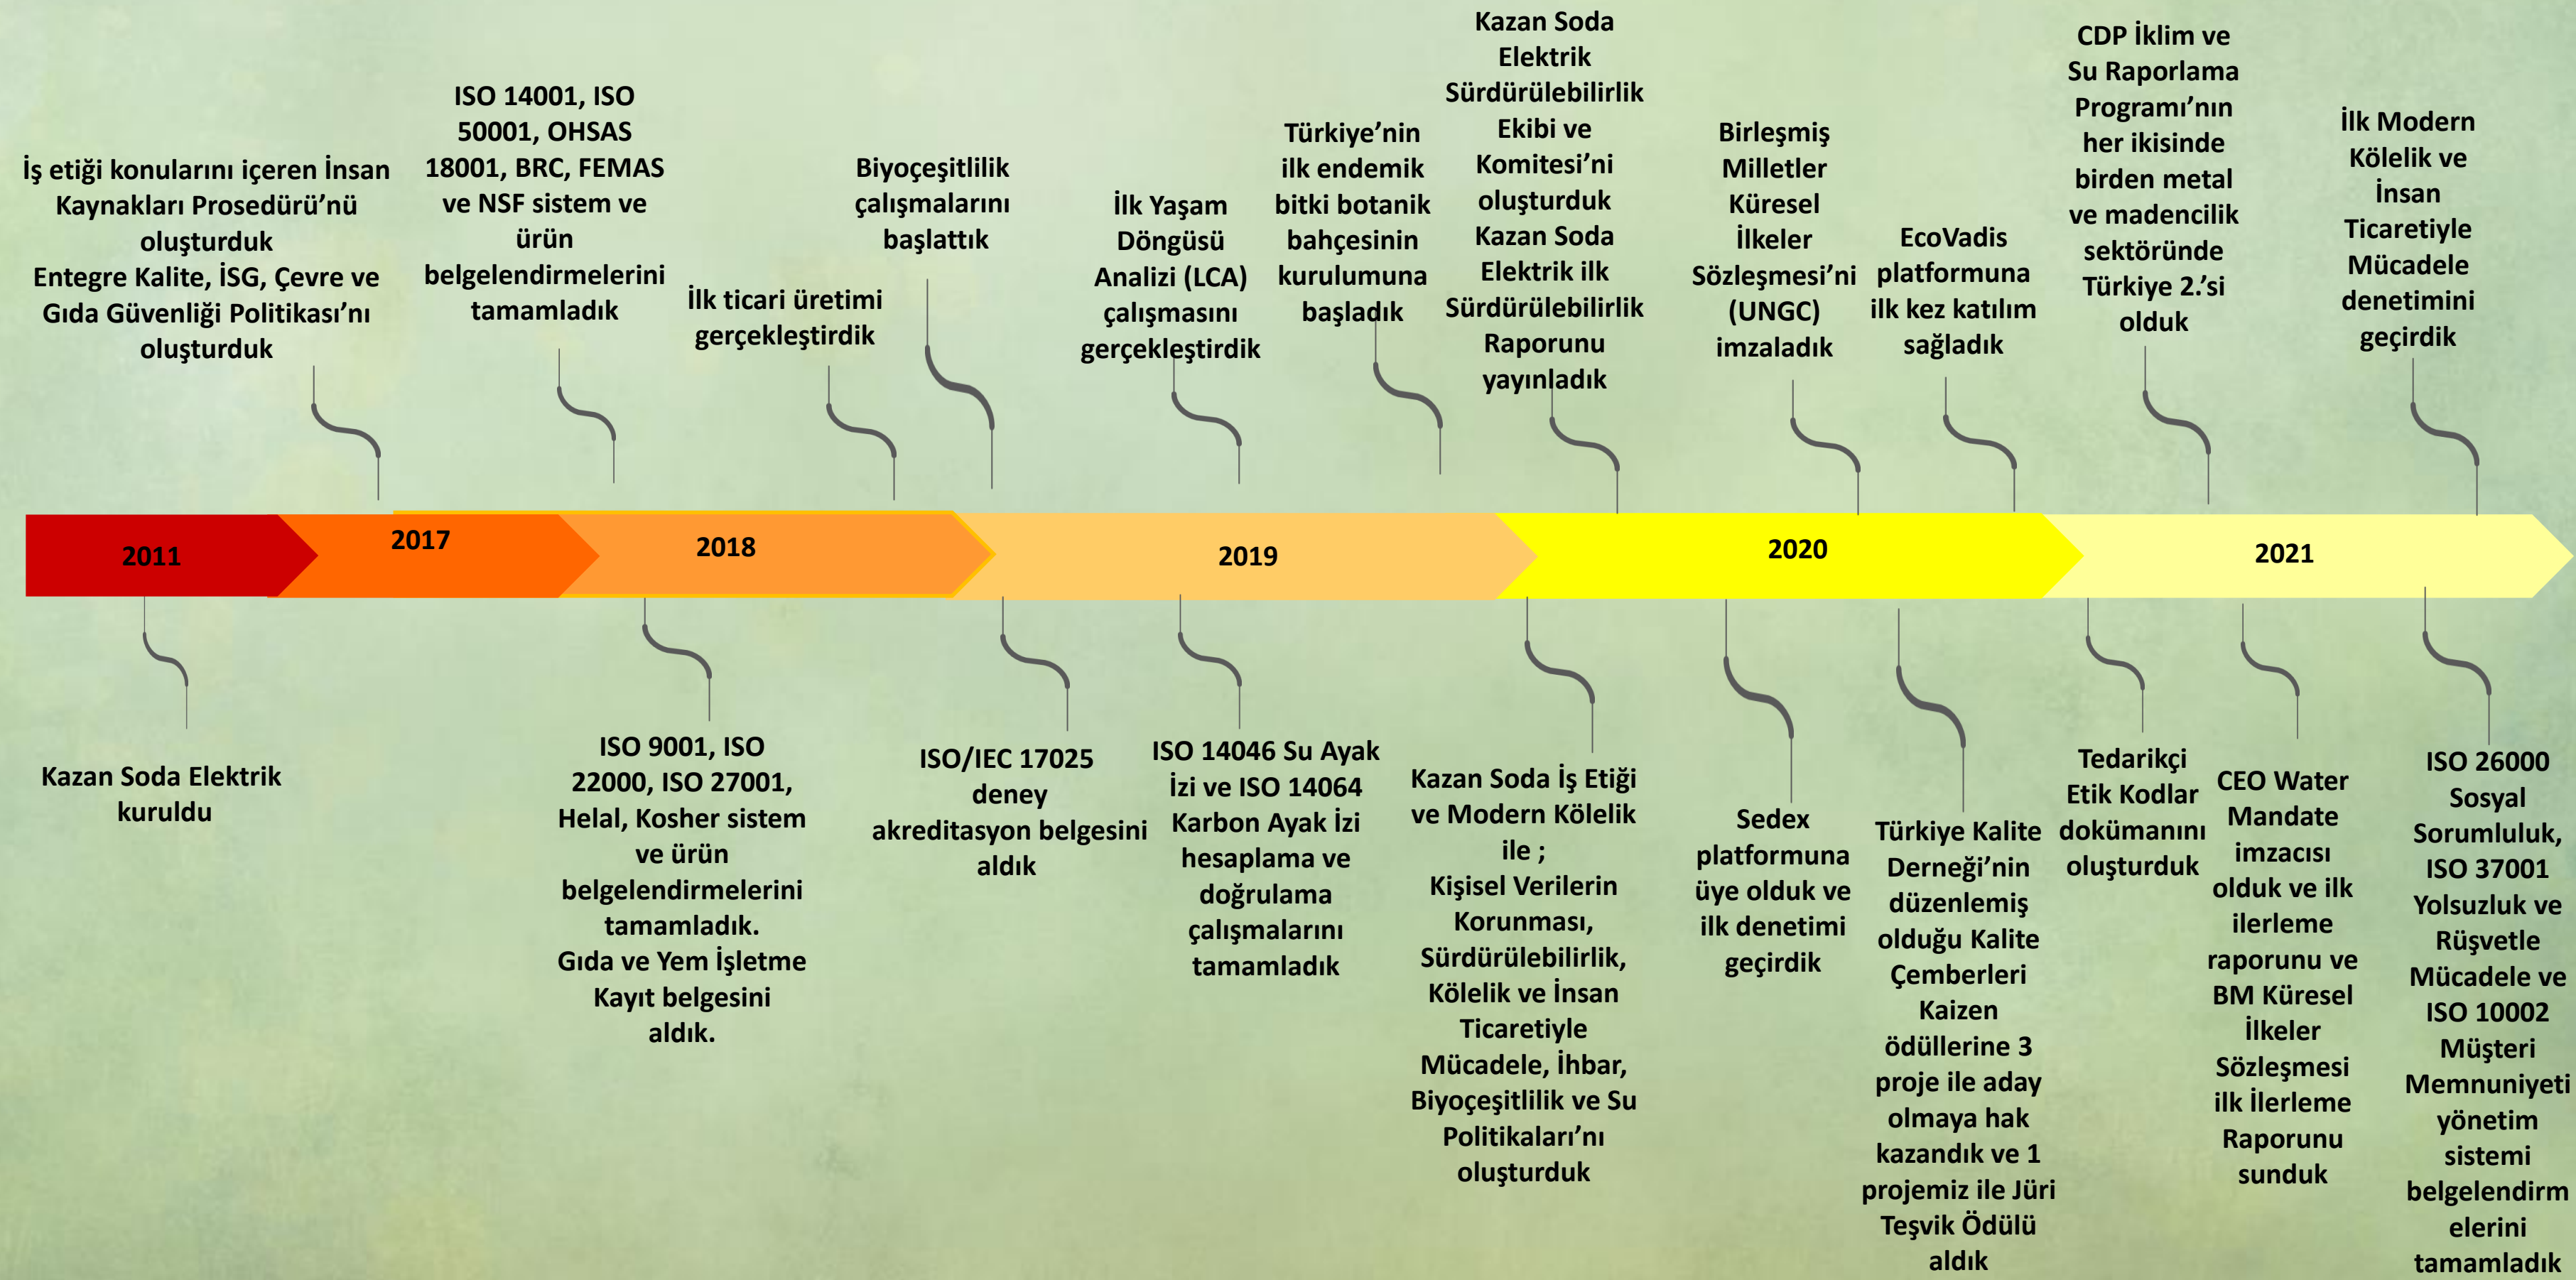 İş etiği konularını içeren İnsan
Kaynakları Prosedürü’nü
oluşturduk
Entegre Kalite, İSG, Çevre ve
Gıda Güvenliği Politikası’nı
oluşturduk
ISO 14001, ISO
50001, OHSAS
18001, BRC, FEMAS
ve NSF sistem ve
ürün
belgelendirmelerini
tamamladık
İlk ticari üretimi
gerçekleştirdik
Biyoçeşitlilik
çalışmalarını
başlattık
İlk Yaşam
Döngüsü
Analizi (LCA)
çalışmasını
gerçekleştirdik
Türkiye’nin
ilk endemik
bitki botanik
bahçesinin
kurulumuna
başladık
Kazan Soda
Elektrik
Sürdürülebilirlik
Ekibi ve
Komitesi’ni
oluşturduk
Kazan Soda
Elektrik ilk
Sürdürülebilirlik
Raporunu
yayınladık
Birleşmiş
Milletler
Küresel
İlkeler
Sözleşmesi’ni
(UNGC)
imzaladık
EcoVadis
platformuna
ilk kez katılım
sağladık
CDP İklim ve
Su Raporlama
Programı’nın
her ikisinde
birden metal
ve madencilik
sektöründe
Türkiye 2.’si
olduk
İlk Modern
Kölelik ve
İnsan
Ticaretiyle
Mücadele
denetimini
geçirdik
2011
2017
2018
2019
2020
2021
Kazan Soda Elektrik
kuruldu
ISO 9001, ISO
22000, ISO 27001,
Helal, Kosher sistem
ve ürün
belgelendirmelerini
tamamladık.
Gıda ve Yem İşletme
Kayıt belgesini
aldık.
ISO/IEC 17025
deney
akreditasyon belgesini
aldık
ISO 14046 Su Ayak
İzi ve ISO 14064
Karbon Ayak İzi
hesaplama ve
doğrulama
çalışmalarını
tamamladık
Kazan Soda İş Etiği
ve Modern Kölelik
ile ;
Kişisel Verilerin
Korunması,
Sürdürülebilirlik,
Kölelik ve İnsan
Ticaretiyle
Mücadele, İhbar,
Biyoçeşitlilik ve Su
Politikaları’nı
oluşturduk
Sedex
platformuna
üye olduk ve
ilk denetimi
geçirdik
Türkiye Kalite
Derneği’nin
düzenlemiş
olduğu Kalite
Çemberleri
Kaizen
ödüllerine 3
proje ile aday
olmaya hak
kazandık ve 1
projemiz ile Jüri
Teşvik Ödülü
aldık
Tedarikçi
Etik Kodlar
dokümanını
oluşturduk
CEO Water
Mandate
imzacısı
olduk ve ilk
ilerleme
raporunu ve
BM Küresel
İlkeler
Sözleşmesi
ilk İlerleme
Raporunu
sunduk
ISO 26000
Sosyal
Sorumluluk,
ISO 37001
Yolsuzluk ve
Rüşvetle
Mücadele ve
ISO 10002
Müşteri
Memnuniyeti
yönetim
sistemi
belgelendirm
elerini
tamamladık